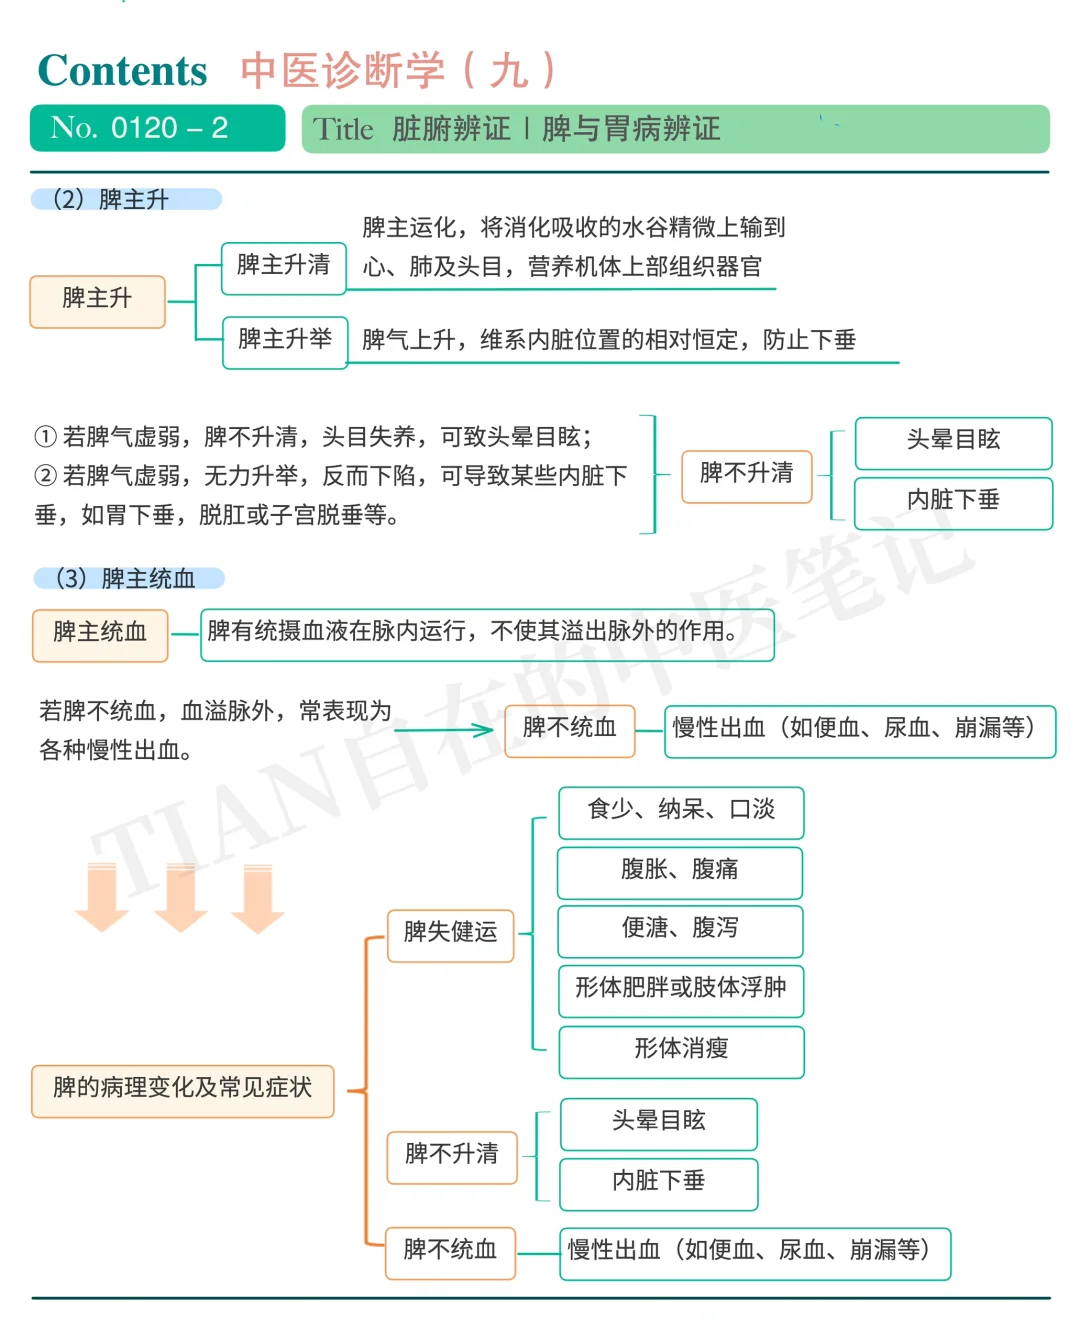 Contents 中医诊断学（九）
No. 0120 – 2
Title 脏腑辨证 | 脾与胃病辨证
（2）脾主升
脾主升
脾主升清
脾主运化，将消化吸收的水谷精微上输到
心、肺及头目，营养机体上部组织器官
脾主升举
脾气上升，维系内脏位置的相对恒定，防止下垂
① 若脾气虚弱，脾不升清，头目失养，可致头晕目眩；
② 若脾气虚弱，无力升举，反而下陷，可导致某些内脏下
垂，如胃下垂，脱肛或子宫脱垂等。
脾不升清
头晕目眩
内脏下垂
（3）脾主统血
脾主统血
脾有统摄血液在脉内运行，不使其溢出脉外的作用。
若脾不统血，血溢脉外，常表现为
各种慢性出血。
脾不统血
慢性出血（如便血、尿血、崩漏等）
脾的病理变化及常见症状
脾失健运
食少、纳呆、口淡
腹胀、腹痛
便溏、腹泻
形体肥胖或肢体浮肿
形体消瘦
脾不升清
头晕目眩
内脏下垂
脾不统血
慢性出血（如便血、尿血、崩漏等）
TIAN自在的中医笔记